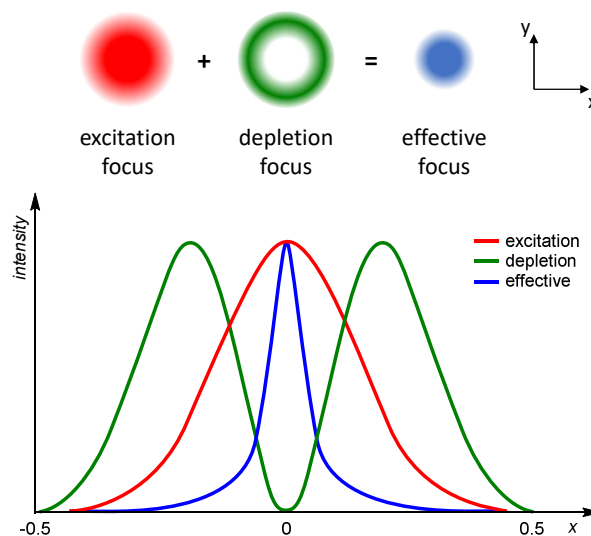 y
+
=
x
excitation focus
depletion focus
effective focus
intensity
excitation
depletion
effective
-0.5
0
0.5
x